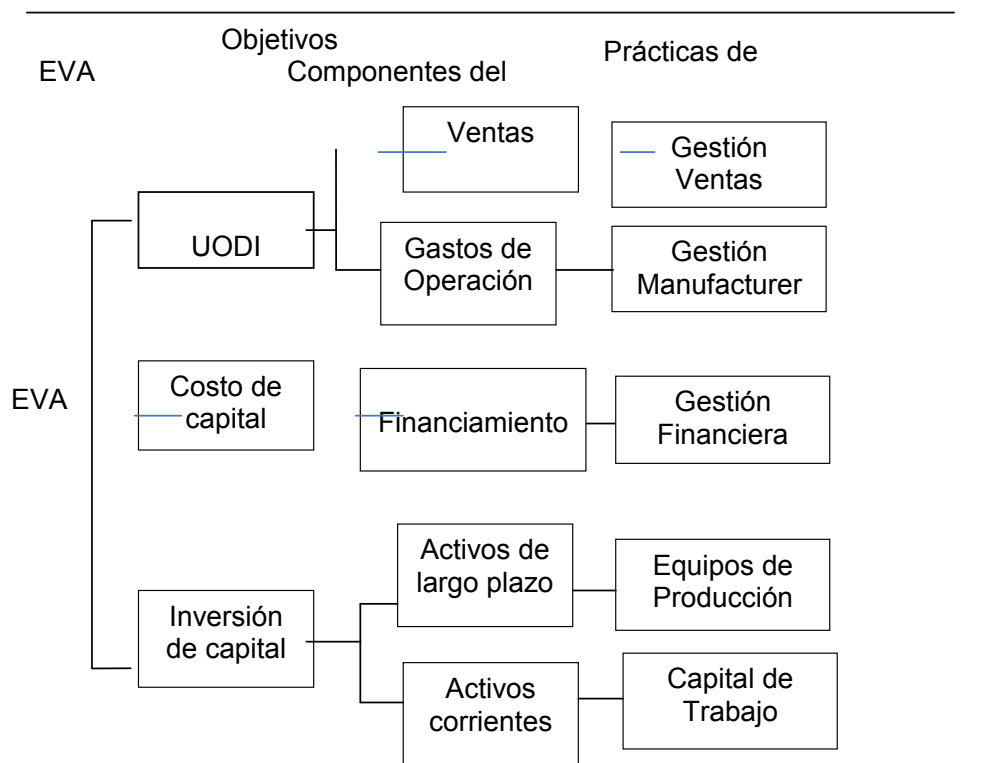 Objetivos
Prácticas de
EVA
Componentes del
Ventas
Gestión
Ventas
UODI
Gastos de
Operación
Gestión
Manufacturer
EVA
Costo de
capital
Financiamiento
Gestión
Financiera
Activos de
largo plazo
Equipos de
Producción
Inversión
de capital
Activos
corrientes
Capital de
Trabajo